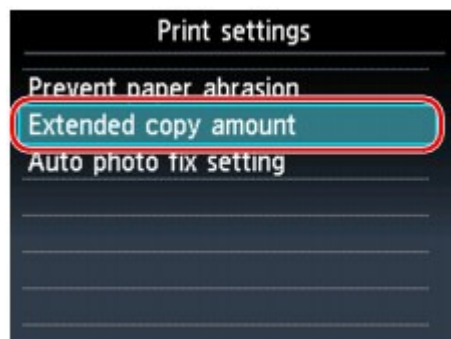 Print settings
Prevent paper abrasion
Extended copy amount
Auto photo fix setting